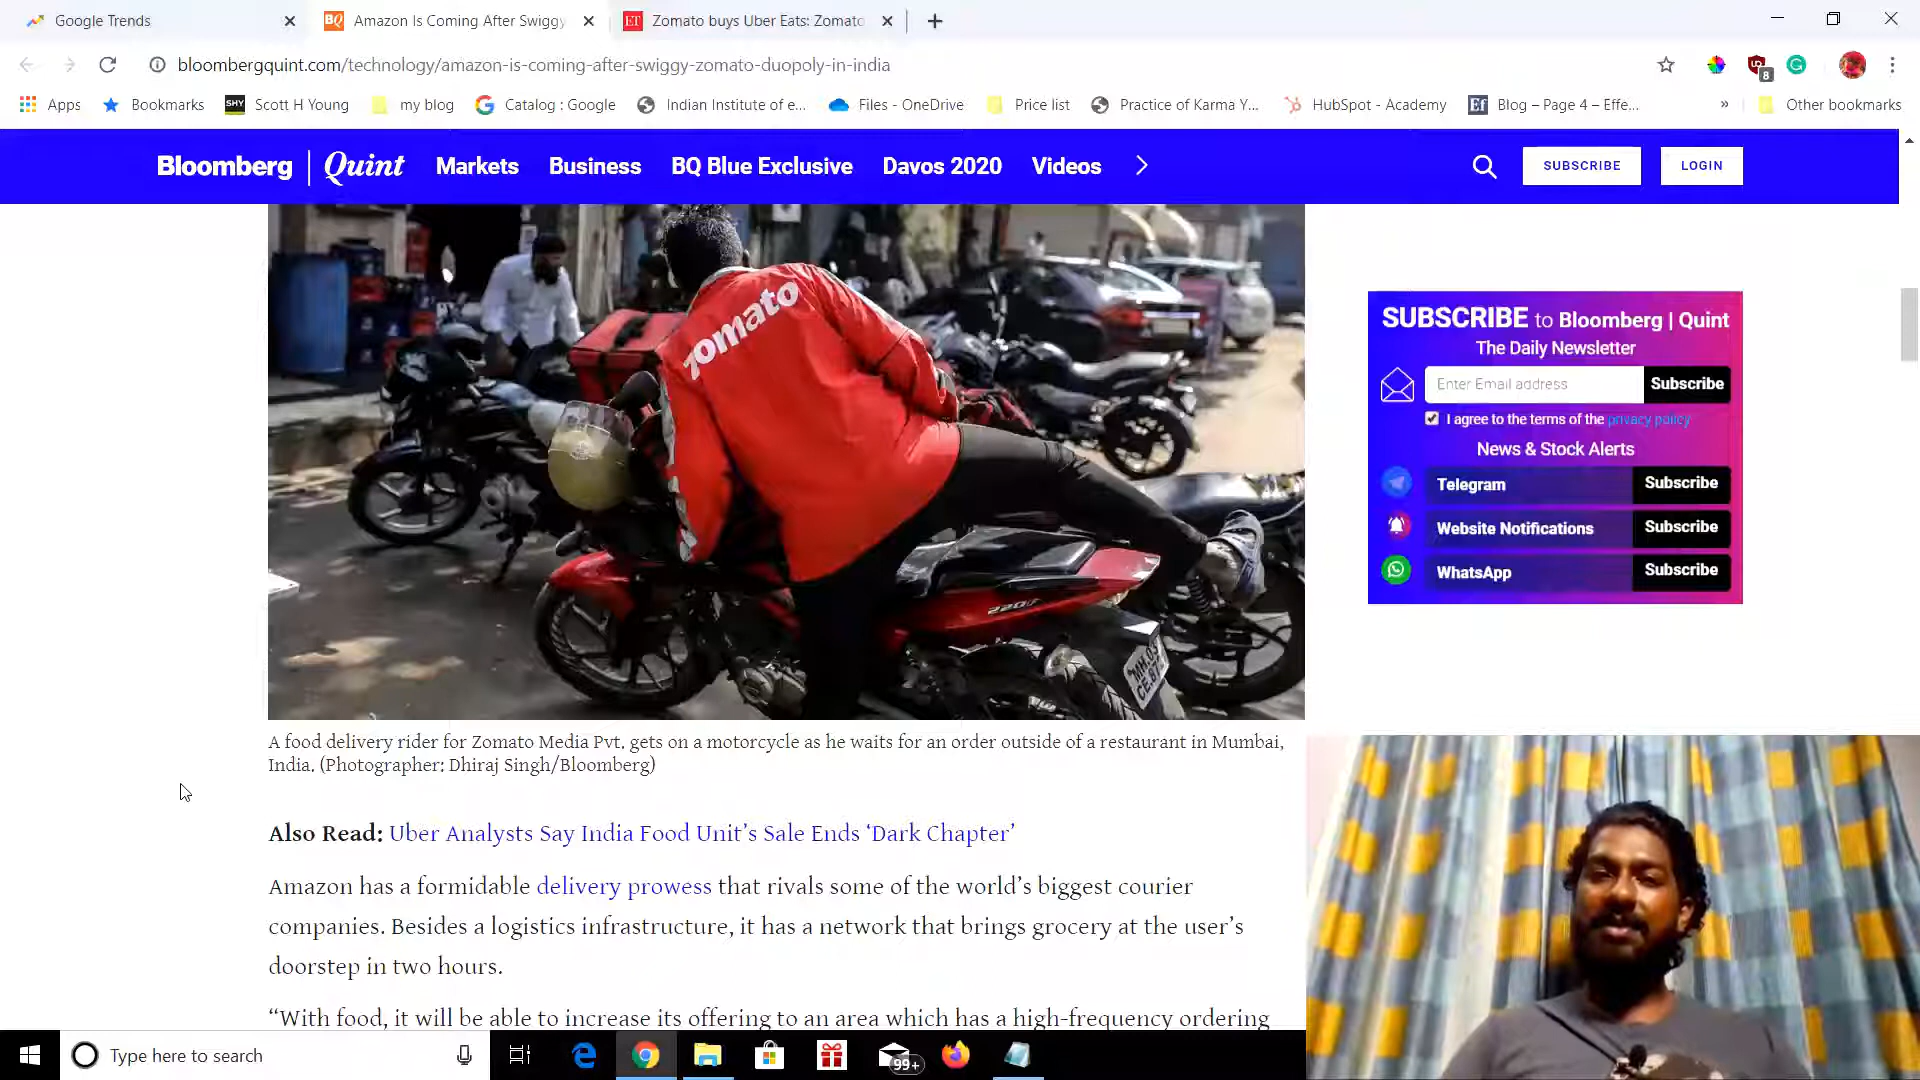 Google Trends
Amazon Is Coming After Swiggy
ET Zomato buys Uber Eats: Zomato
bloombergquint.com/technology/amazon-is-coming-after-swiggy-zomato-duopoly-in-india
8
Apps Bookmarks SHY Scott H Young my blog Catalog : Google Indian Institute of e... Files - OneDrive Price list Practice of Karma Y... HubSpot - Academy Ef Blog – Page 4 – Effe... » Other bookmarks
Bloomberg | Quint Markets Business BQ Blue Exclusive Davos 2020 Videos SUBSCRIBE LOGIN
zomato
220F
SUBSCRIBE to Bloomberg | Quint
The Daily Newsletter
Enter Email address Subscribe
I agree to the terms of the privacy policy
News & Stock Alerts
Telegram Subscribe
Website Notifications Subscribe
WhatsApp Subscribe
A food delivery rider for Zomato Media Pvt. gets on a motorcycle as he waits for an order outside of a restaurant in Mumbai,
India. (Photographer: Dhiraj Singh/Bloomberg)
Also Read: Uber Analysts Say India Food Unit’s Sale Ends ‘Dark Chapter’
Amazon has a formidable delivery prowess that rivals some of the world’s biggest courier
companies. Besides a logistics infrastructure, it has a network that brings grocery at the user’s
doorstep in two hours.
“With food, it will be able to increase its offering to an area which has a high-frequency ordering
Type here to search
99+